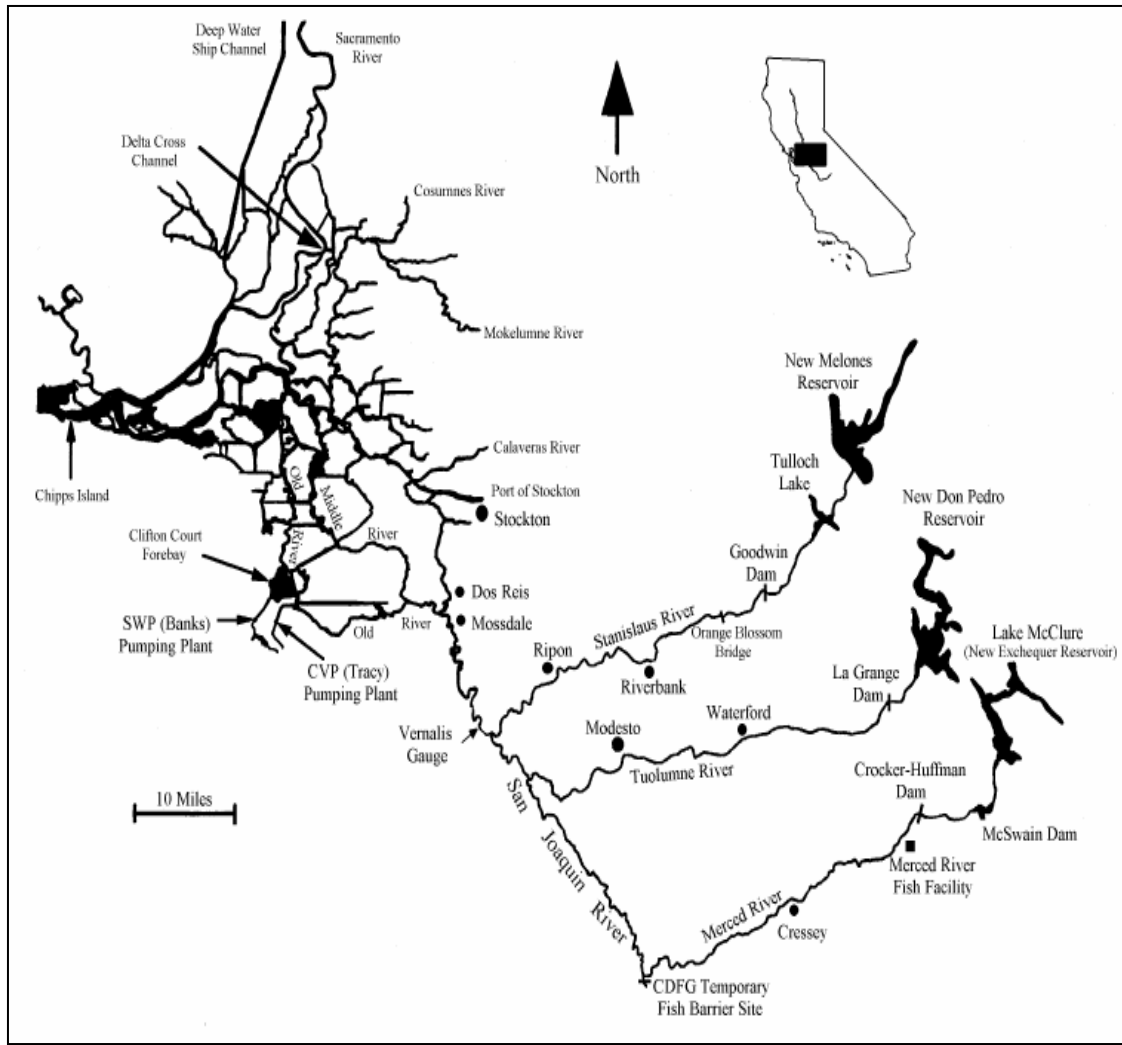 Deep Water
Ship Channel
Sacramento
River
Delta Cross
Channel
North
Cosumnes River
Mokelumne River
New Melones
Reservoir
Calaveras River
Tulloch
Lake
Chipps Island
Old
River
Middle
River
Port of Stockton
Stockton
New Don Pedro
Reservoir
Clifton Court
Forebay
Goodwin
Dam
Dos Reis
SWP (Banks)
Pumping Plant
Old
River
Mossdale
Stanislaus River
Orange Blossom
Bridge
Lake McClure
(New Exchequer Reservoir)
CVP (Tracy)
Pumping Plant
Ripon
Riverbank
La Grange
Dam
Vernalis
Gauge
Modesto
Waterford
Tuolumne River
Crocker-Huffman
Dam
10 Miles
San Joaquin River
McSwain Dam
Merced River
Fish Facility
Merced River
Cressey
CDFG Temporary
Fish Barrier Site